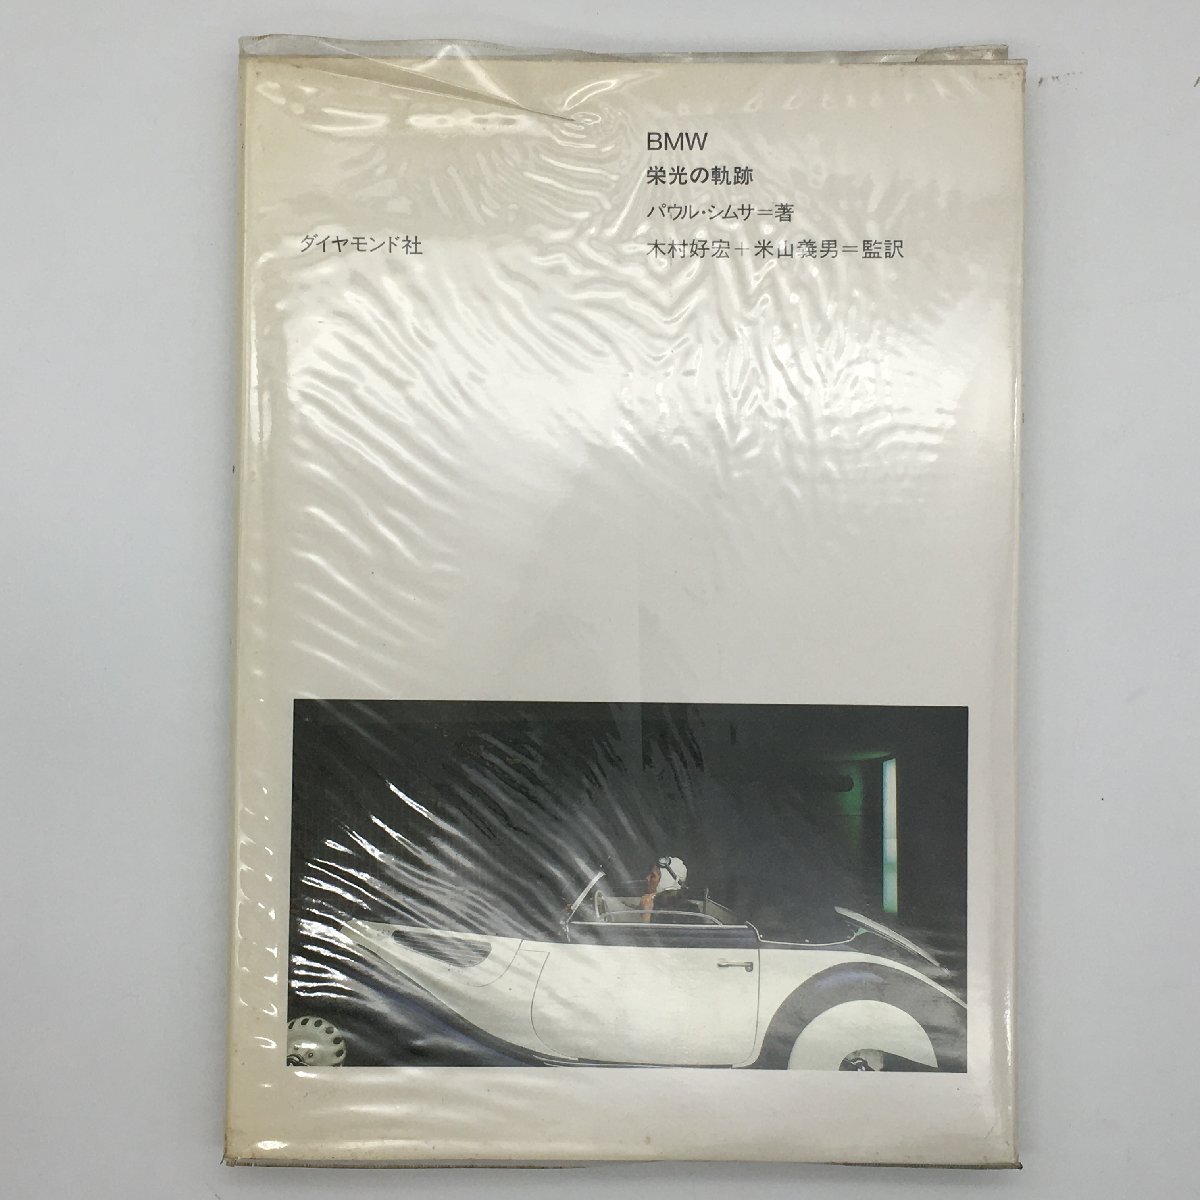 BMW
栄光の軌跡
パウル・シムサ=著
木村好宏+米山義男=監訳
ダイヤモンド社